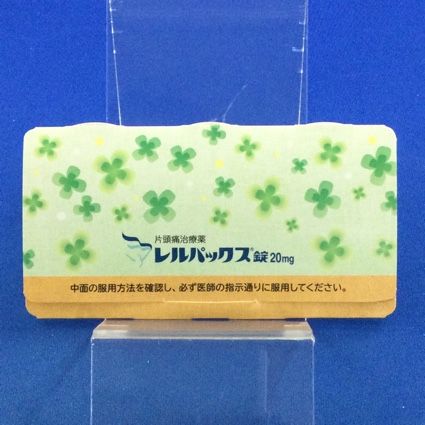 片頭痛治療薬
レルパックス®錠20mg
中面の服用方法を確認し、必ず医師の指示通りに服用してください。